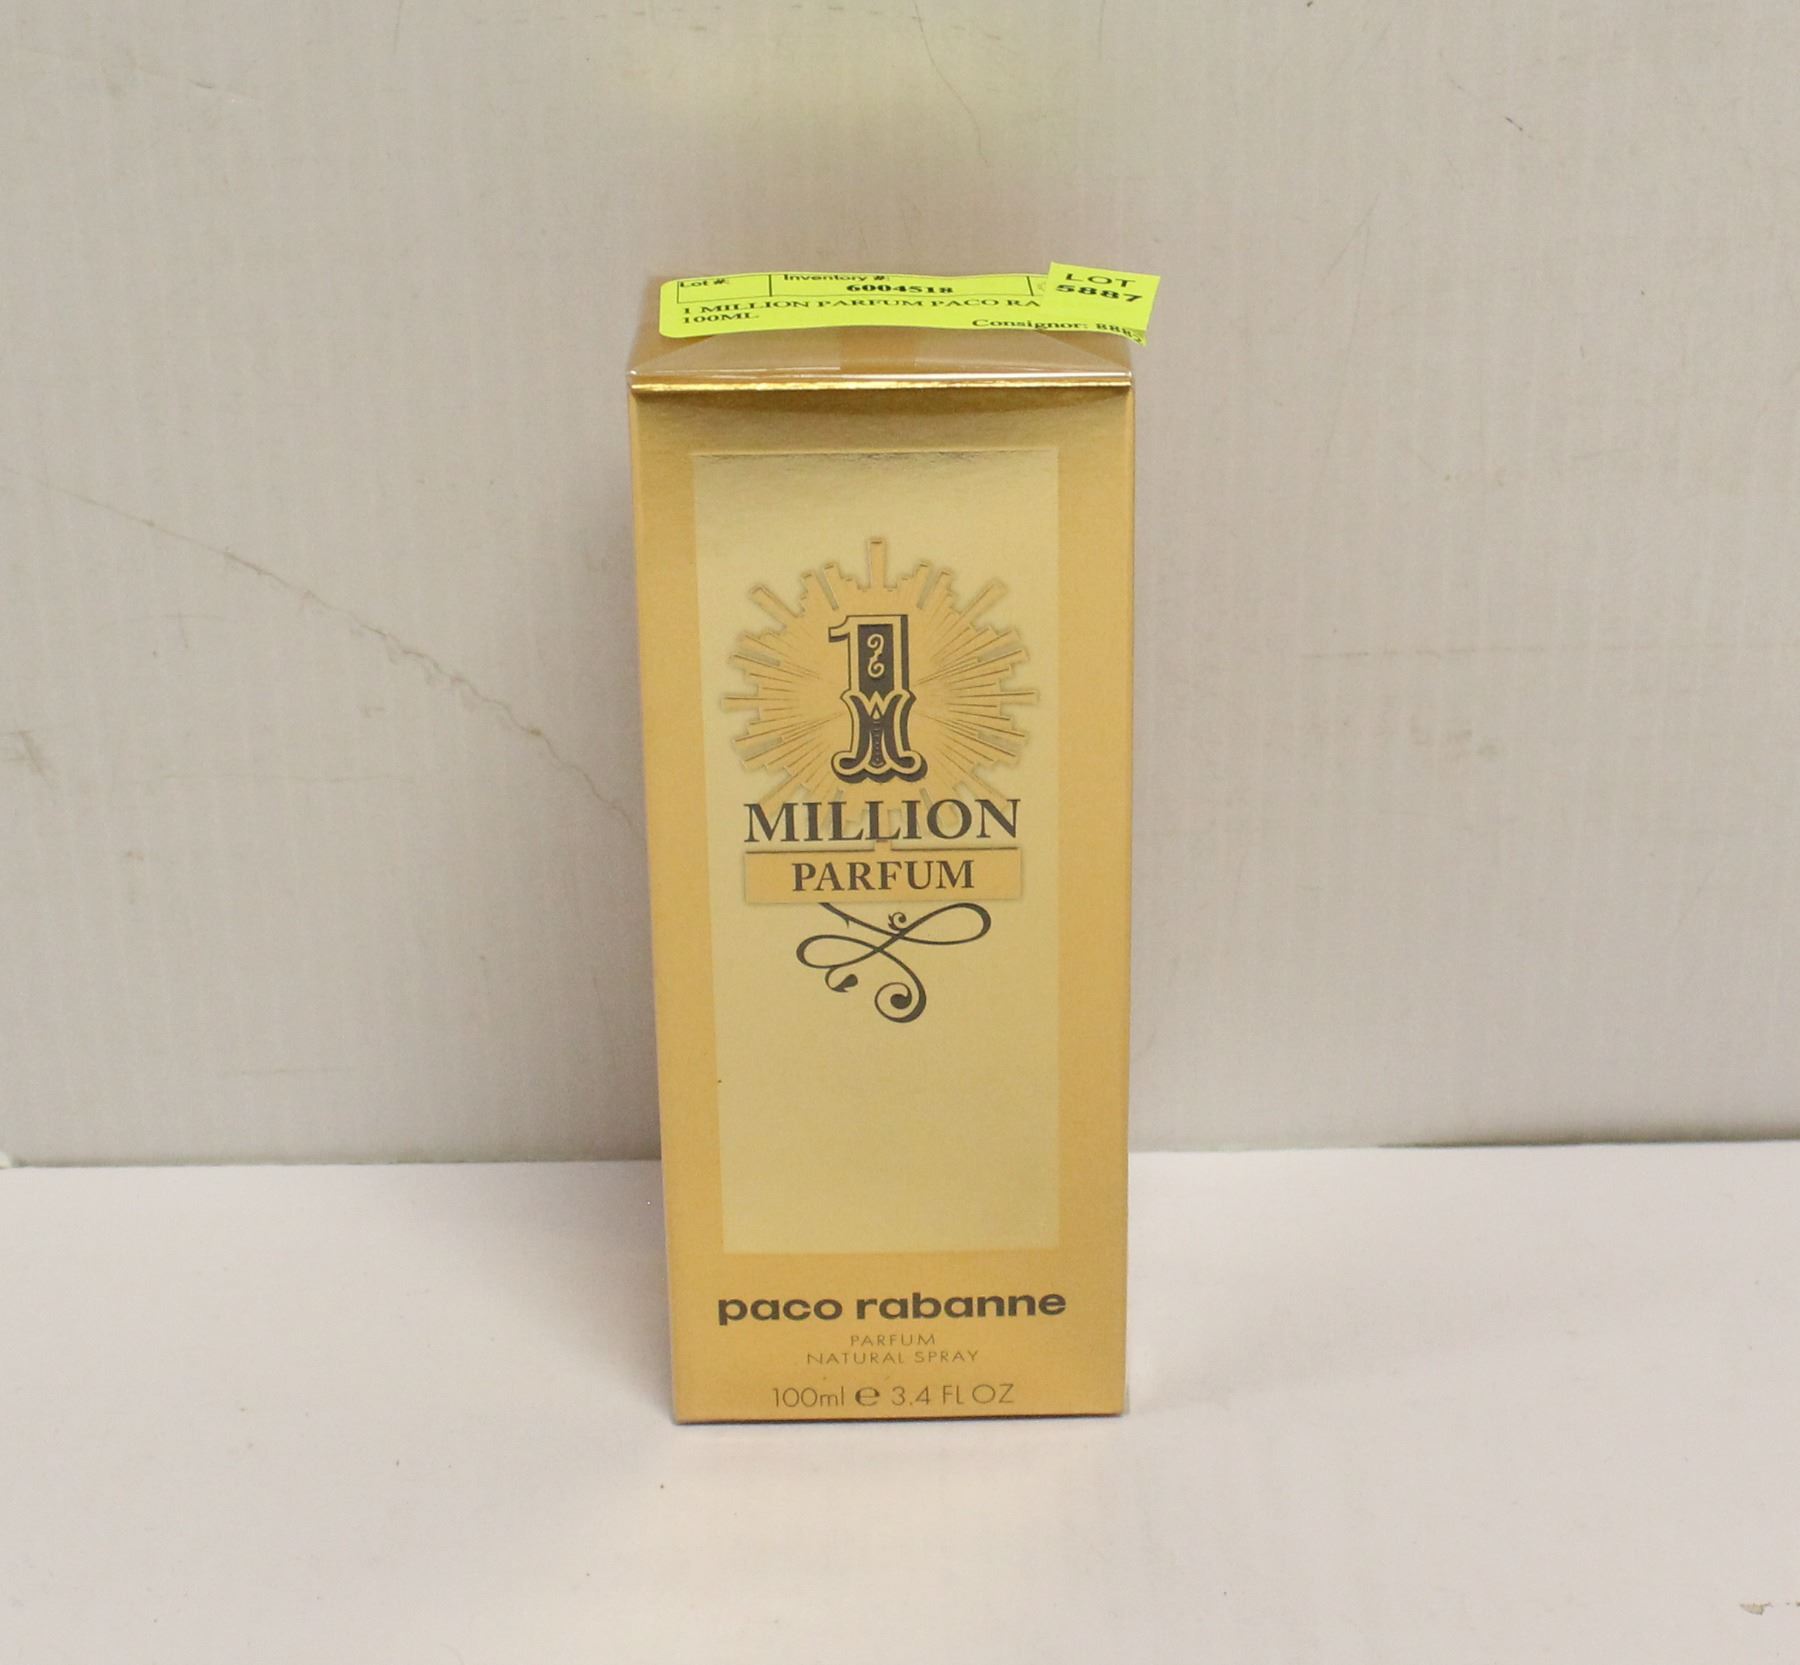 Lot #:
Inventory #:
6004518
LOT
5887
1 MILLION PARFUM PACO RA
100ML
Consignor:
1
MILLION
PARFUM
paco rabanne
PARFUM
NATURAL SPRAY
100ml e 3.4 FL OZ